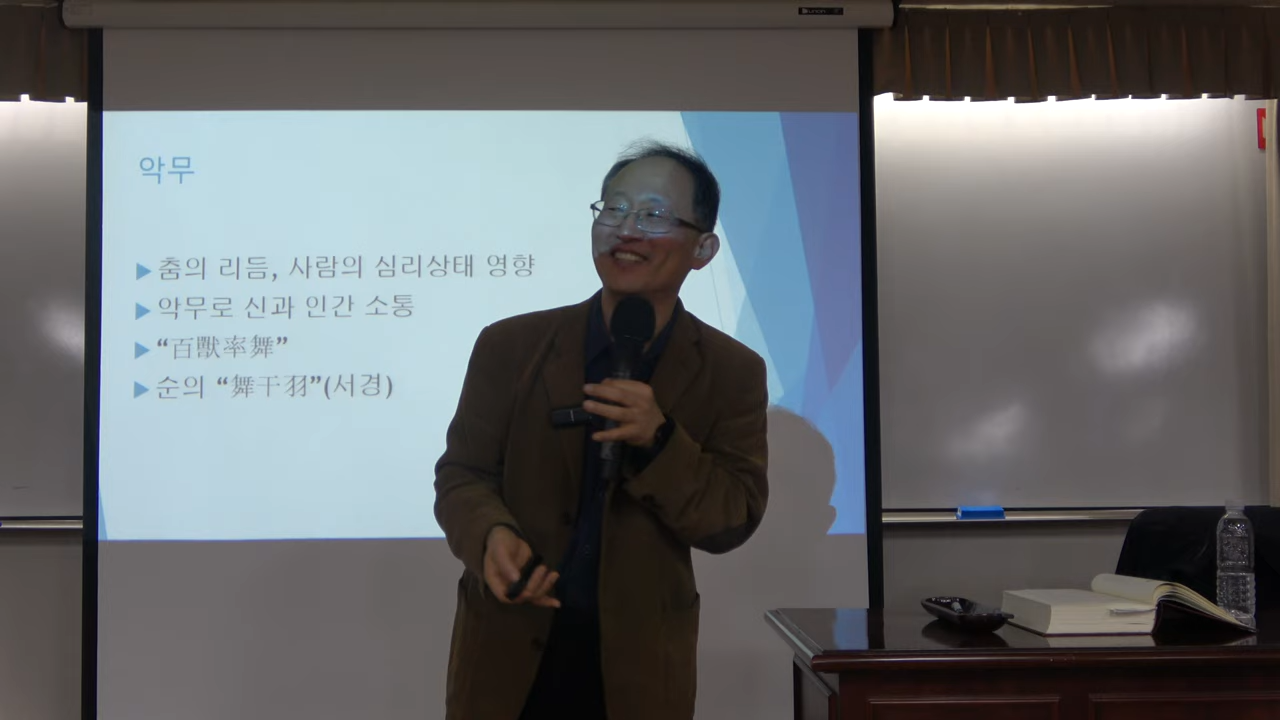 악무
춤의 리듬, 사람의 심리상태 영향
악무로 신과 인간 소통
“百獸率舞”
순의 “舞干羽”(서경)